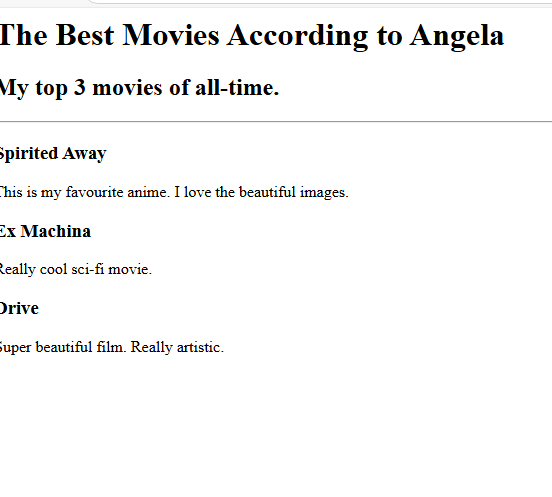 The Best Movies According to Angela
My top 3 movies of all-time.
Spirited Away
This is my favourite anime. I love the beautiful images.
Ex Machina
Really cool sci-fi movie.
Drive
Super beautiful film. Really artistic.